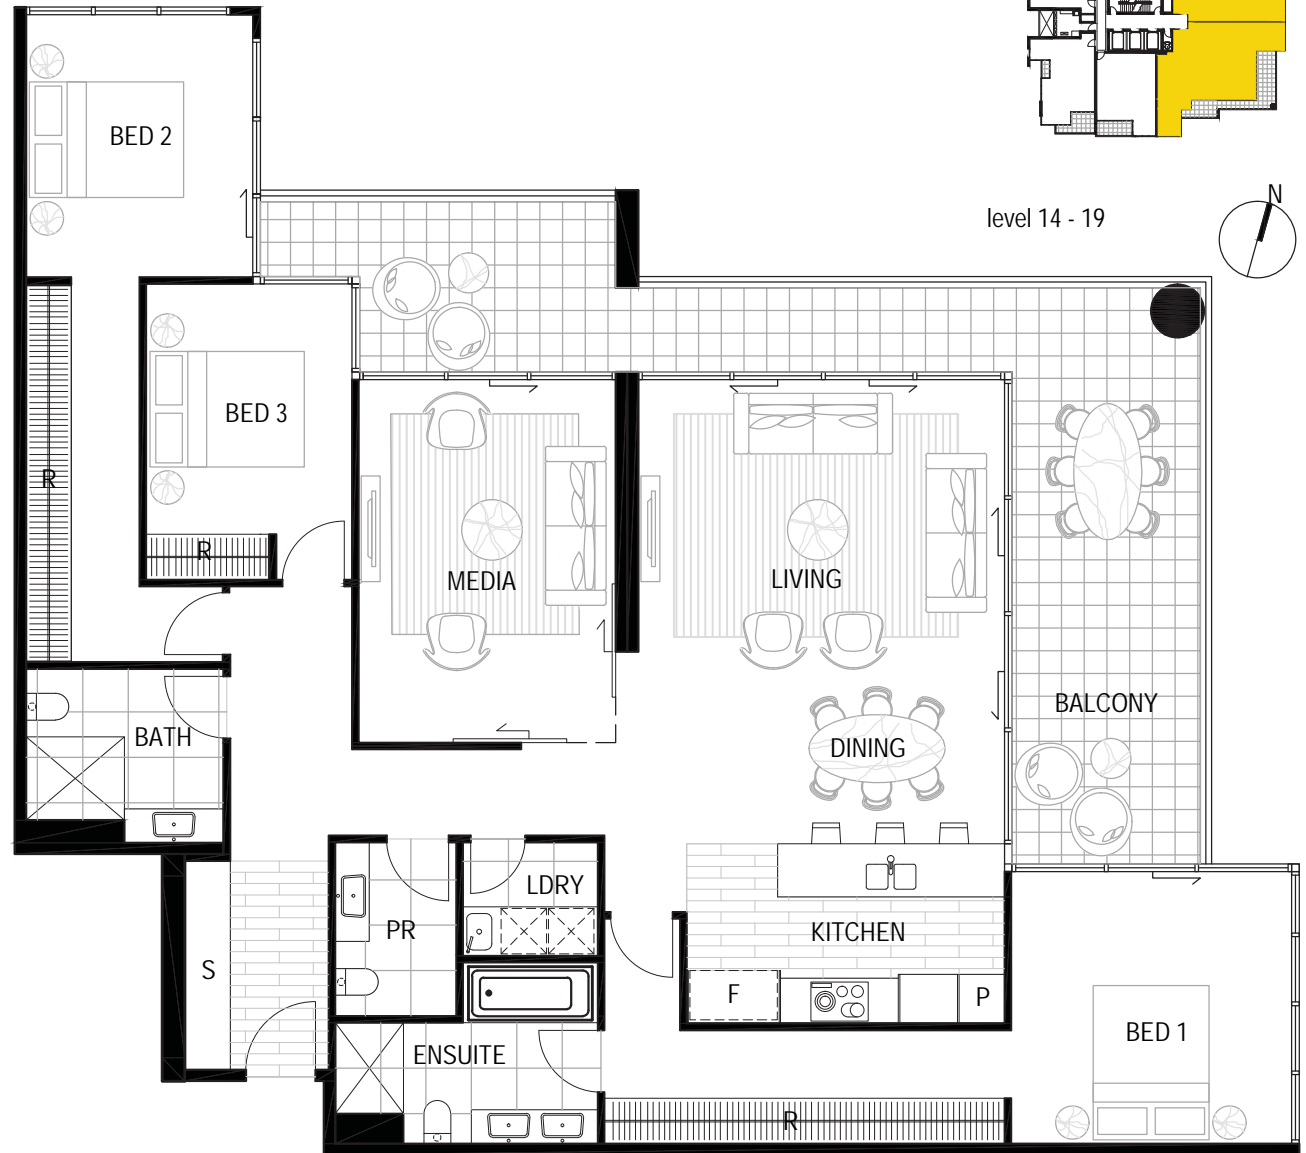 BED 2
N
level 14 - 19
BED 3
R
R
MEDIA
LIVING
BALCONY
BATH
DINING
LDRY
PR
KITCHEN
S
F
P
BED 1
ENSUITE
R